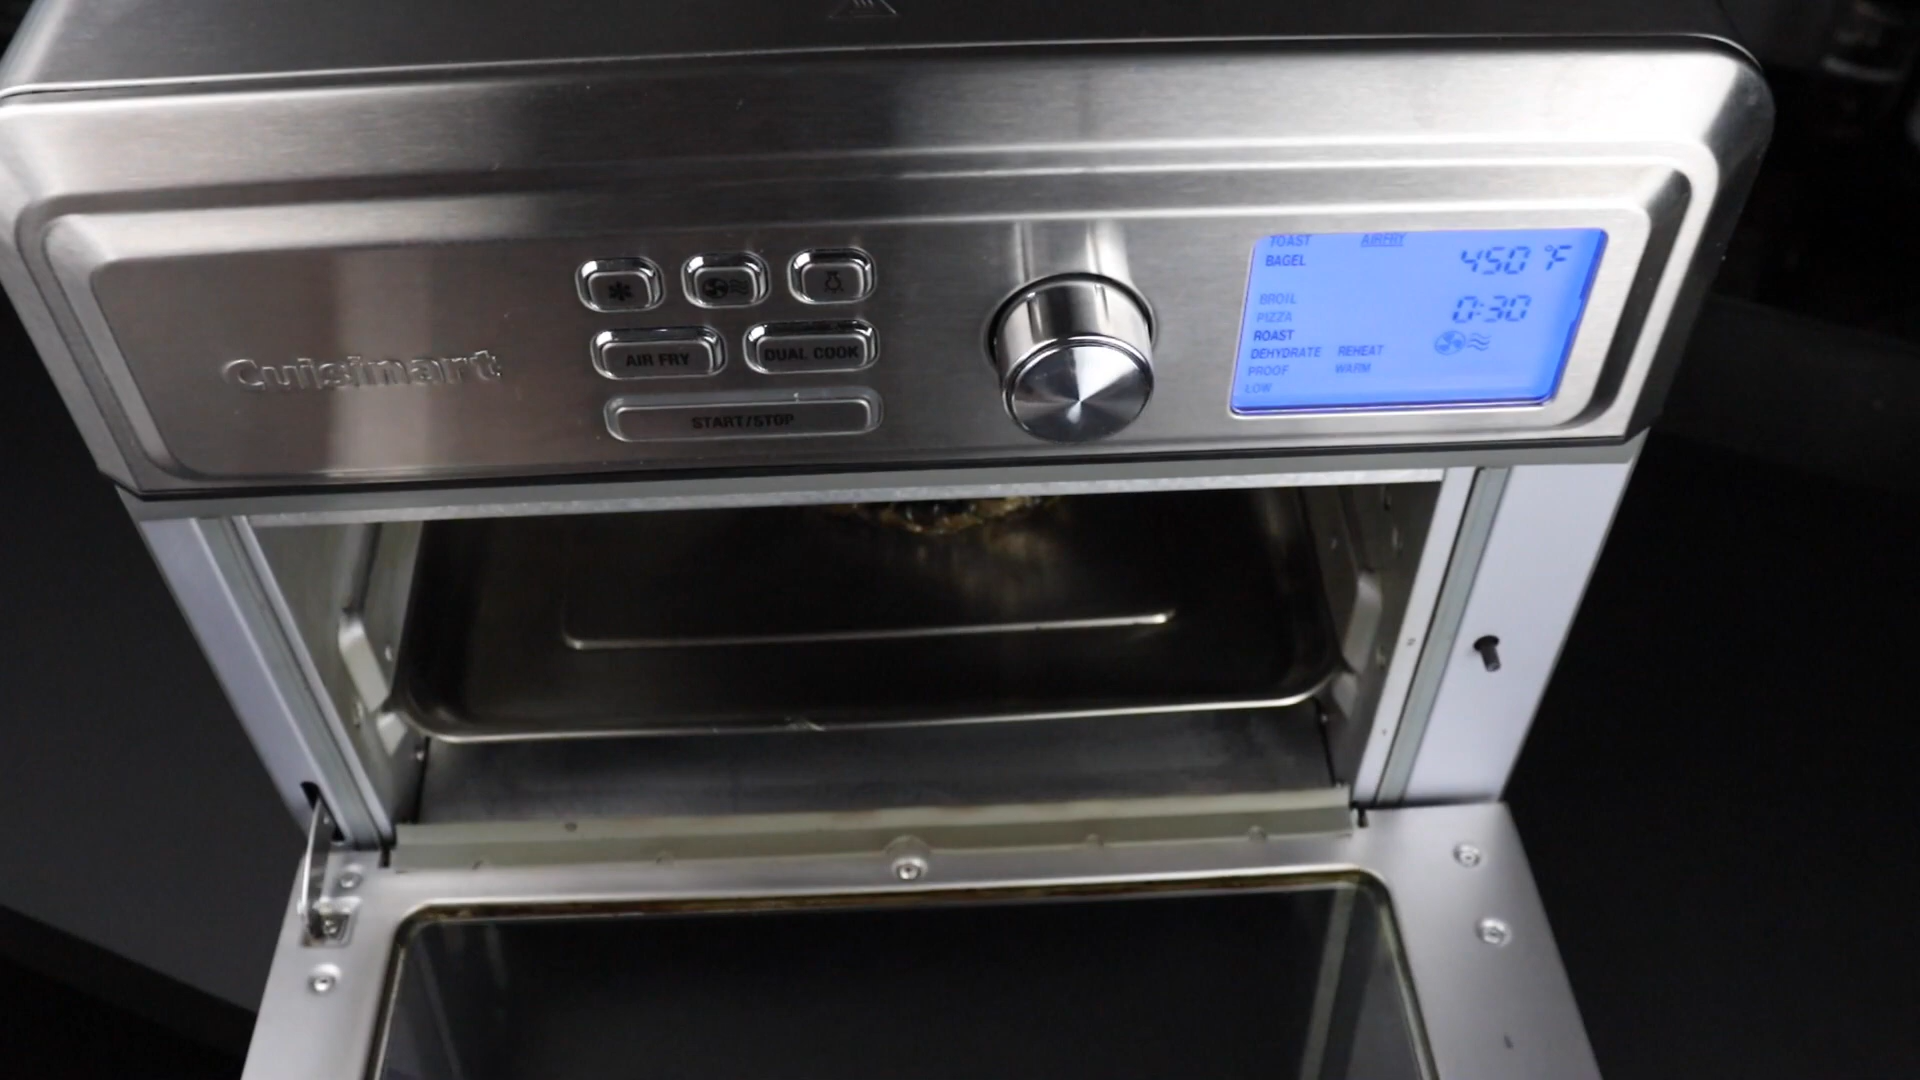 Cuisinart
AIR FRY
DUAL COOK
START/STOP
TOAST AIRFRY
BAGEL
450 °F
BROIL
0:30
PIZZA
ROAST
DEHYDRATE REHEAT
PROOF WARM
LOW